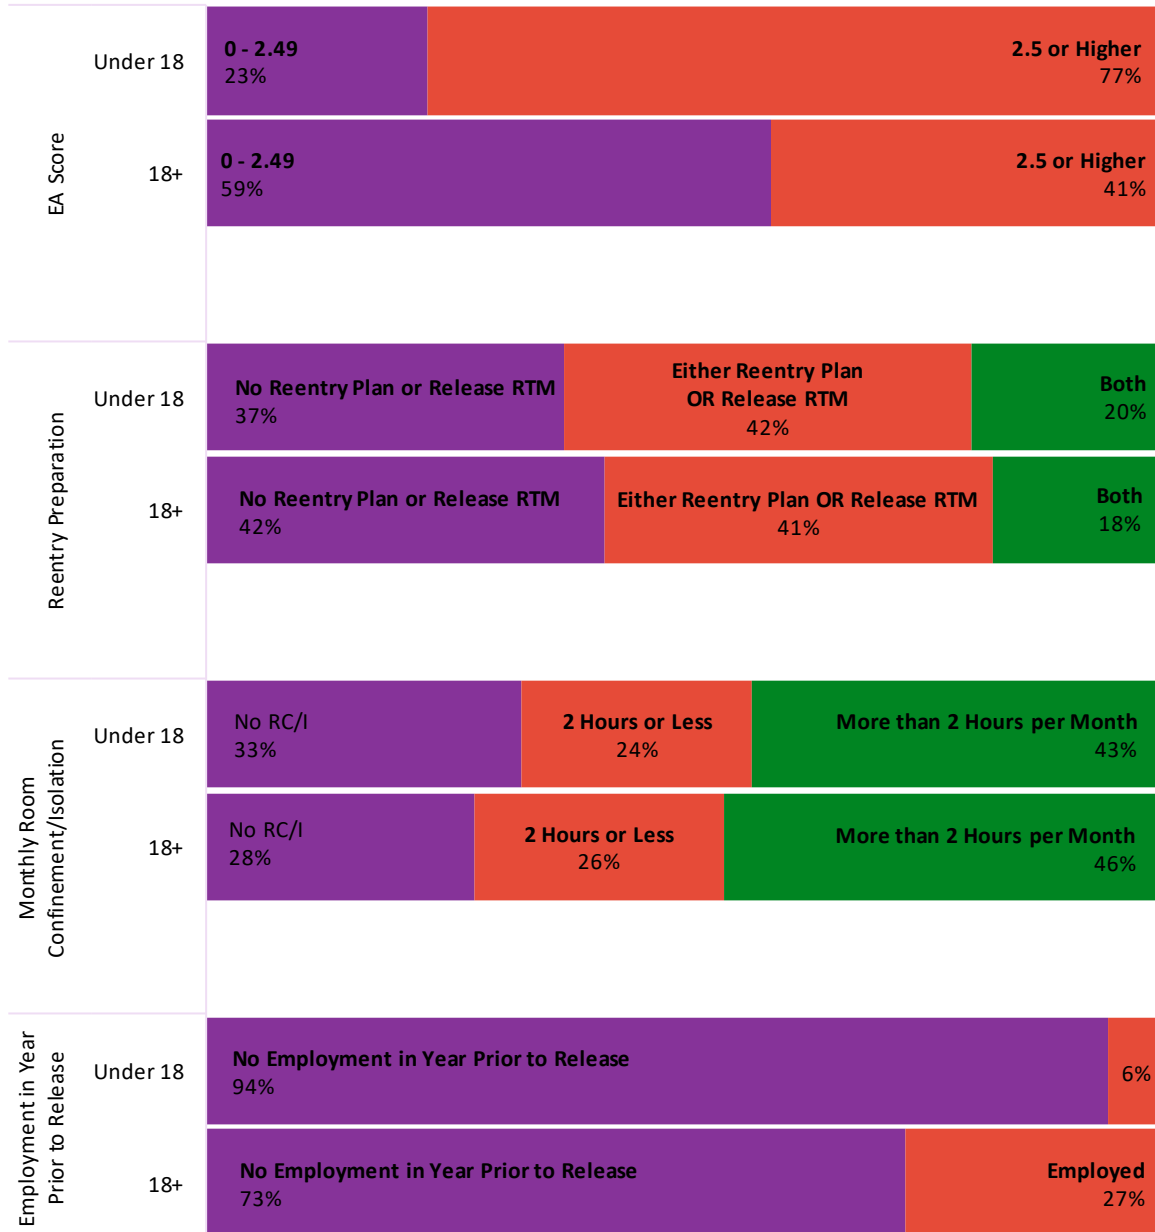 EA Score
Under 18
0 - 2.49
23%
2.5 or Higher
77%
18+
0 - 2.49
59%
2.5 or Higher
41%
Reentry Preparation
Under 18
No Reentry Plan or Release RTM
37%
Either Reentry Plan
OR Release RTM
42%
Both
20%
18+
No Reentry Plan or Release RTM
42%
Either Reentry Plan OR Release RTM
41%
Both
18%
Monthly Room
Confinement/Isolation
Under 18
No RC/I
33%
2 Hours or Less
24%
More than 2 Hours per Month
43%
18+
No RC/I
28%
2 Hours or Less
26%
More than 2 Hours per Month
46%
Employment in Year
Prior to Release
Under 18
No Employment in Year Prior to Release
94%
6%
18+
No Employment in Year Prior to Release
73%
Employed
27%